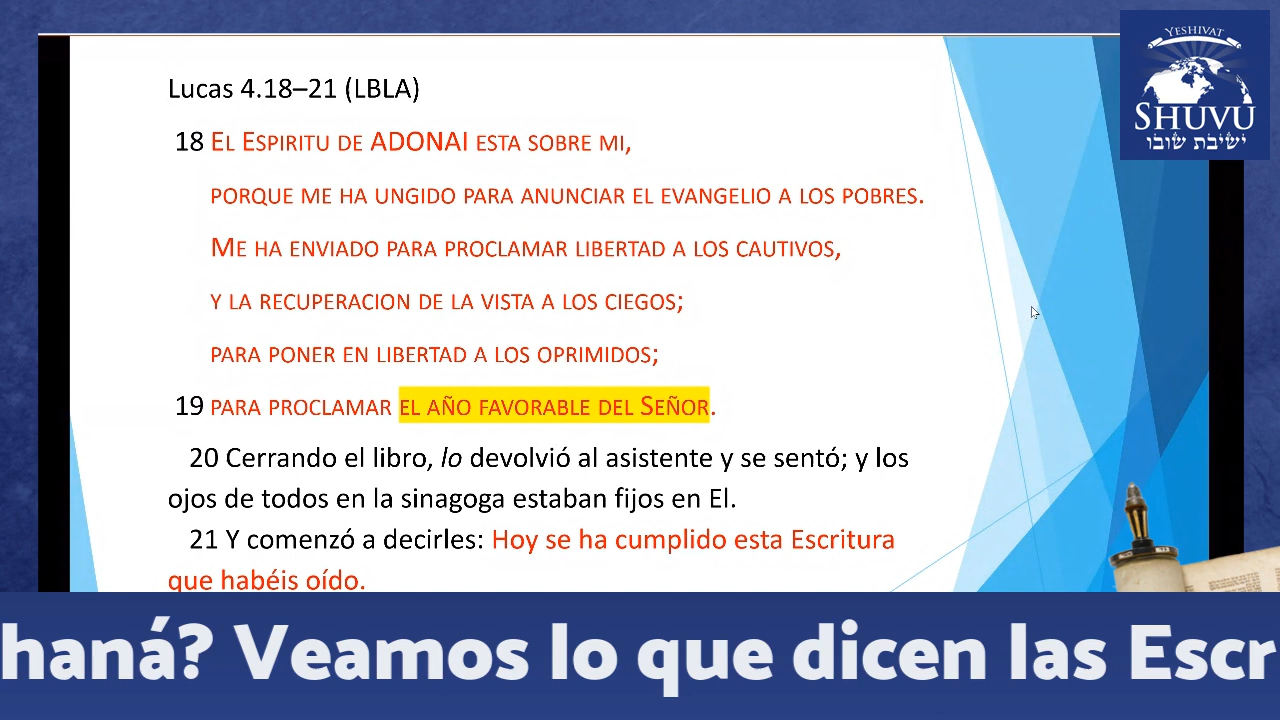 YESHIVAT
SHUVU
ישיבת שובו
Lucas 4.18–21 (LBLA)
18 EL ESPIRITU DE ADONAI ESTA SOBRE MI,
PORQUE ME HA UNGIDO PARA ANUNCIAR EL EVANGELIO A LOS POBRES.
ME HA ENVIADO PARA PROCLAMAR LIBERTAD A LOS CAUTIVOS,
Y LA RECUPERACION DE LA VISTA A LOS CIEGOS;
PARA PONER EN LIBERTAD A LOS OPRIMIDOS;
19 PARA PROCLAMAR EL AÑO FAVORABLE DEL SEÑOR.
20 Cerrando el libro, lo devolvió al asistente y se sentó; y los
ojos de todos en la sinagoga estaban fijos en El.
21 Y comenzó a decirles: Hoy se ha cumplido esta Escritura
que habéis oído.
haná? Veamos lo que dicen las Escr